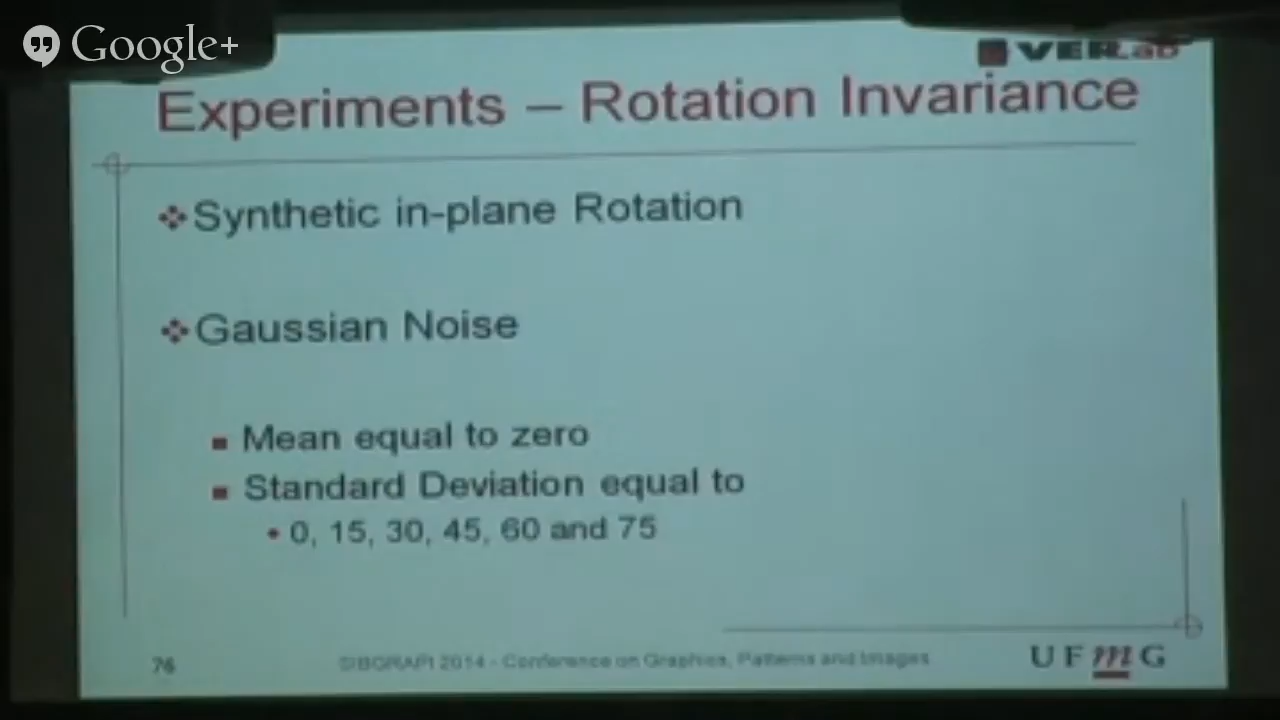 Google+
VERLab
Experiments – Rotation Invariance
Synthetic in-plane Rotation
Gaussian Noise
Mean equal to zero
Standard Deviation equal to
0, 15, 30, 45, 60 and 75
76
SIBGRAPI 2014 - Conference on Graphics, Patterns and Images
UFmG